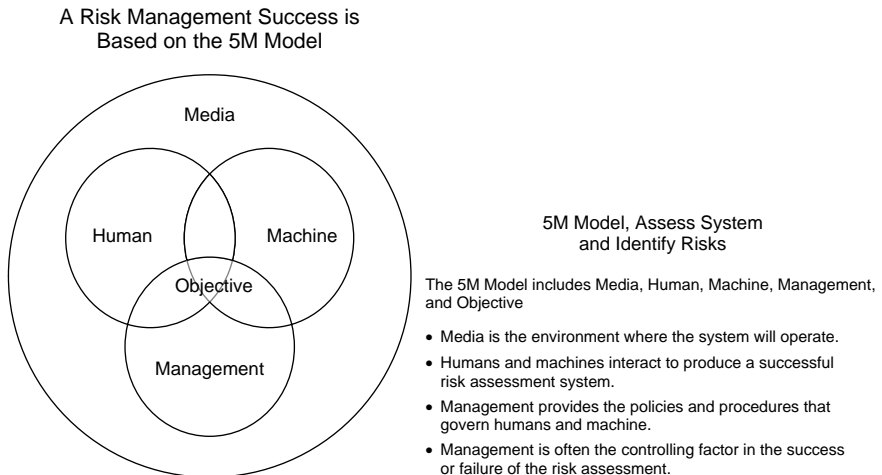 A Risk Management Success is
Based on the 5M Model
Media
Human
Machine
Objective
Management
5M Model, Assess System
and Identify Risks
The 5M Model includes Media, Human, Machine, Management,
and Objective
• Media is the environment where the system will operate.
• Humans and machines interact to produce a successful
risk assessment system.
• Management provides the policies and procedures that
govern humans and machine.
• Management is often the controlling factor in the success
or failure of the risk assessment.